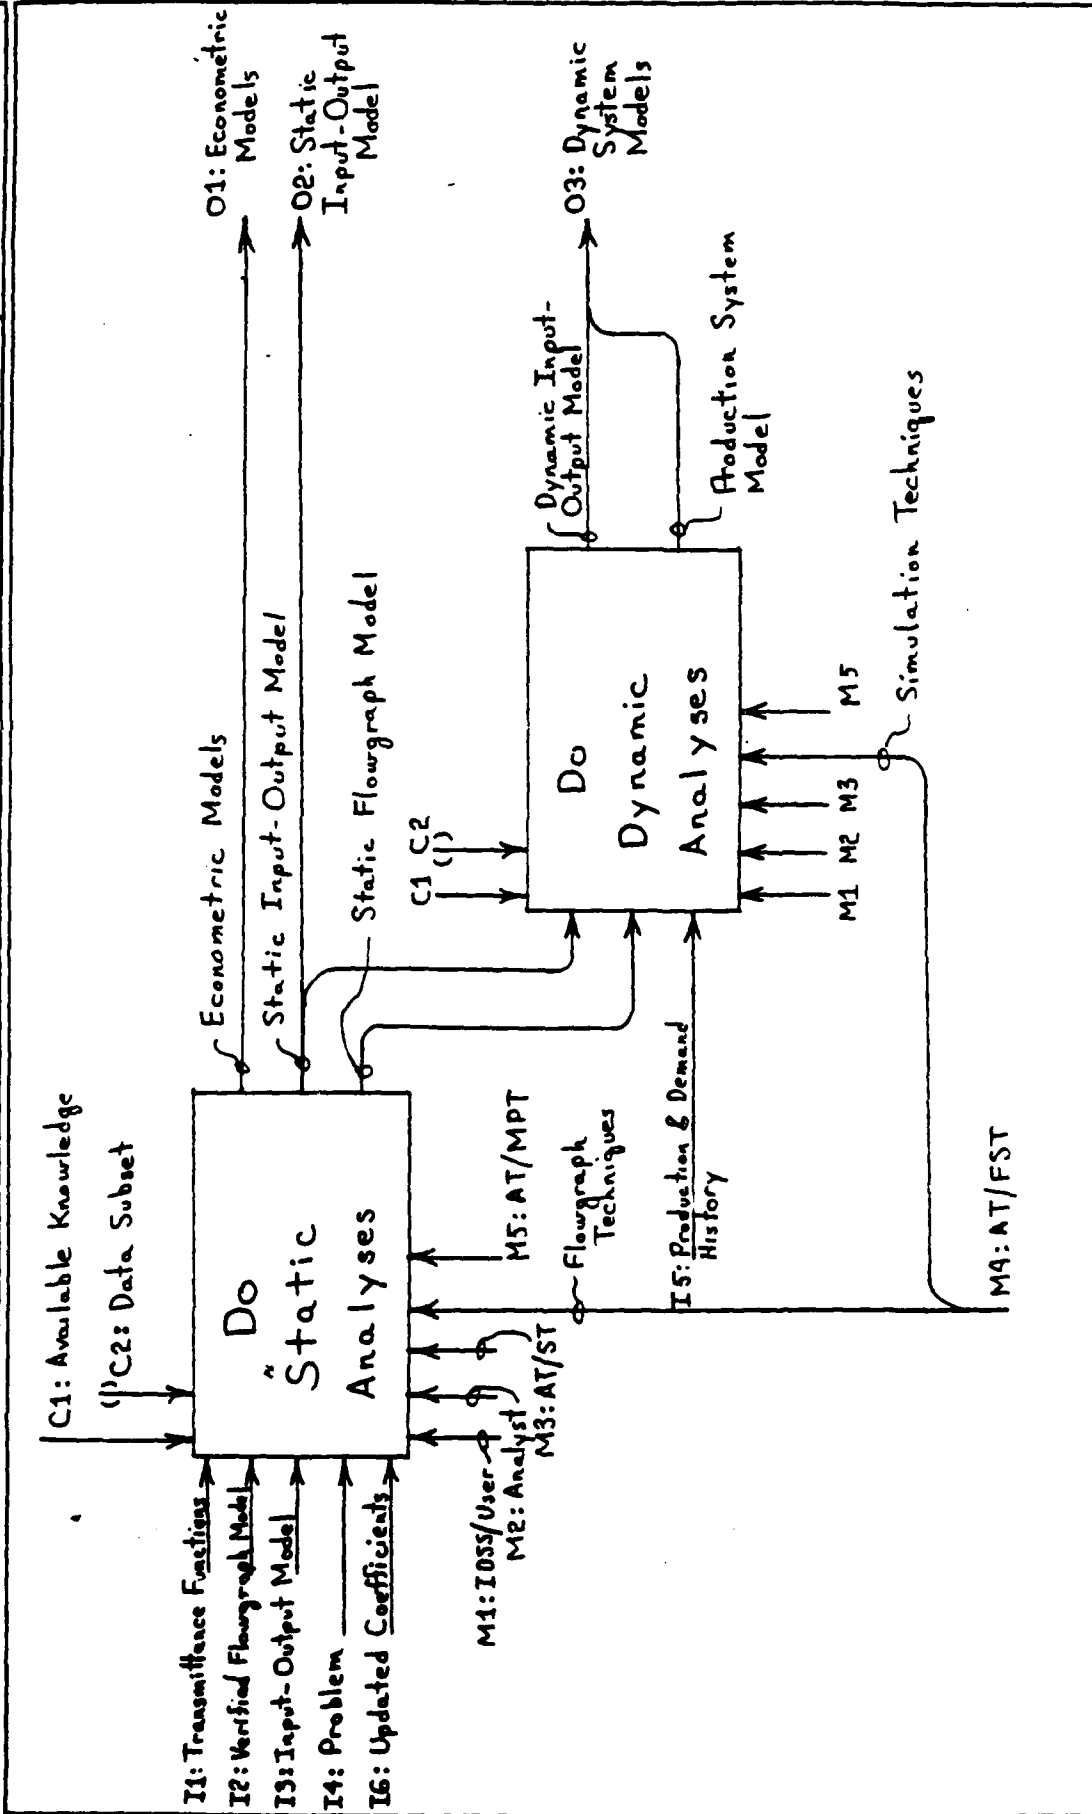 C1: Available Knowledge
C2: Data Subset
I1: Transmittance Functions
I2: Verified Flowgraph Model
I3: Input-Output Model
I4: Problem
I6: Updated Coefficients
Do
Static
Analyses
M1: IDSS/User
M2: Analyst
M3: AT/ST
Flowgraph
Techniques
M5: AT/MPT
Econometric Models
Static Input-Output Model
Static Flowgraph Model
O1: Econometric
Models
O2: Static
Input-Output
Model
C1
C2
I5: Production & Demand
History
Do
Dynamic
Analyses
M1
M2
M3
M5
Dynamic Input-
Output Model
Production System
Model
O3: Dynamic
System
Models
Simulation Techniques
M4: AT/FST